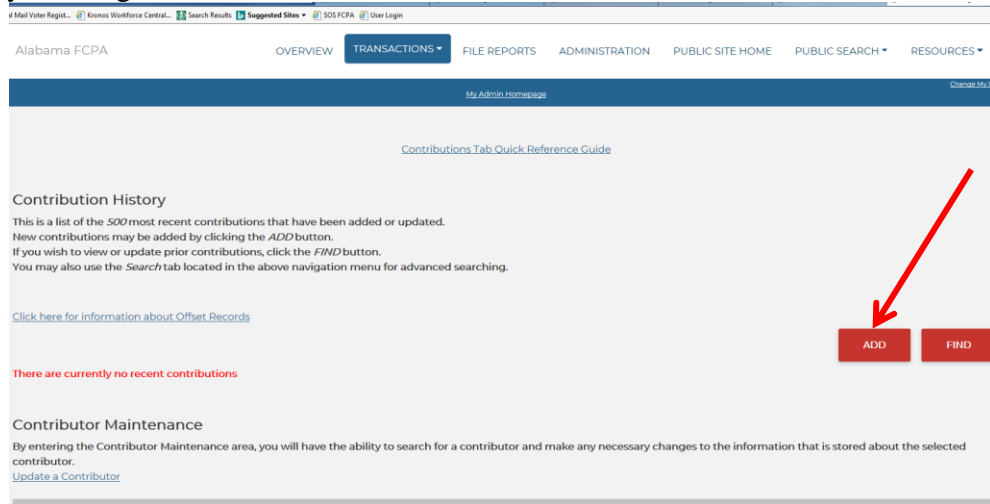 l Mail Voter Regist... Kronos Workforce Central... Search Results Suggested Sites SOS FCPA User Login
Alabama FCPA OVERVIEW TRANSACTIONS FILE REPORTS ADMINISTRATION PUBLIC SITE HOME PUBLIC SEARCH RESOURCES
My Admin Homepage Change My
Contributions Tab Quick Reference Guide
Contribution History
This is a list of the 500 most recent contributions that have been added or updated.
New contributions may be added by clicking the ADD button.
If you wish to view or update prior contributions, click the FIND button.
You may also use the Search tab located in the above navigation menu for advanced searching.
Click here for information about Offset Records
ADD FIND
There are currently no recent contributions
Contributor Maintenance
By entering the Contributor Maintenance area, you will have the ability to search for a contributor and make any necessary changes to the information that is stored about the selected
contributor.
Update a Contributor